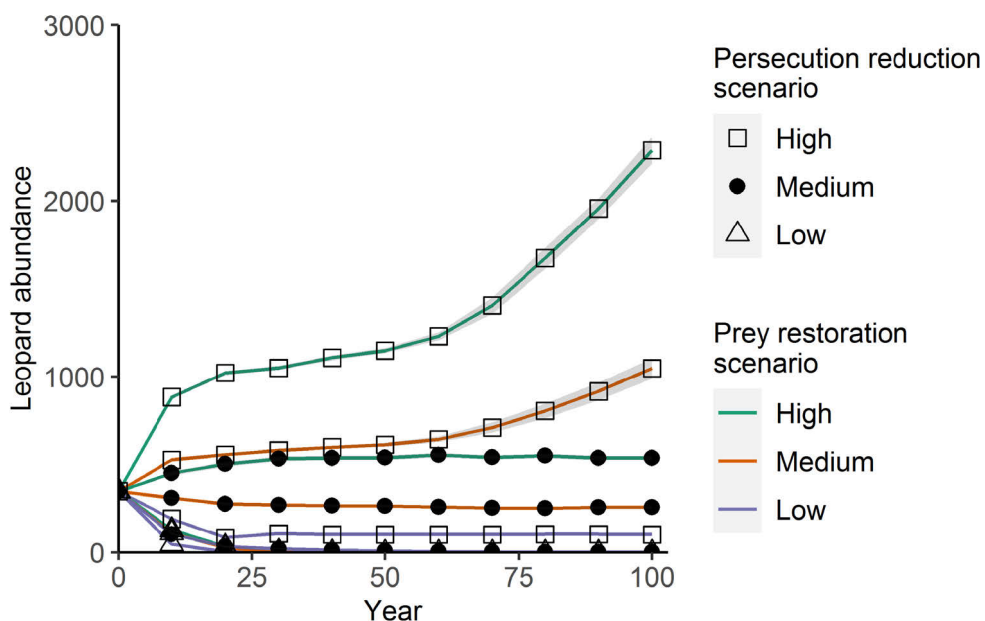 3000
2000
1000
0
Leopard abundance
0
25
50
75
100
Year
Persecution reduction
scenario
High
Medium
Low
Prey restoration
scenario
High
Medium
Low